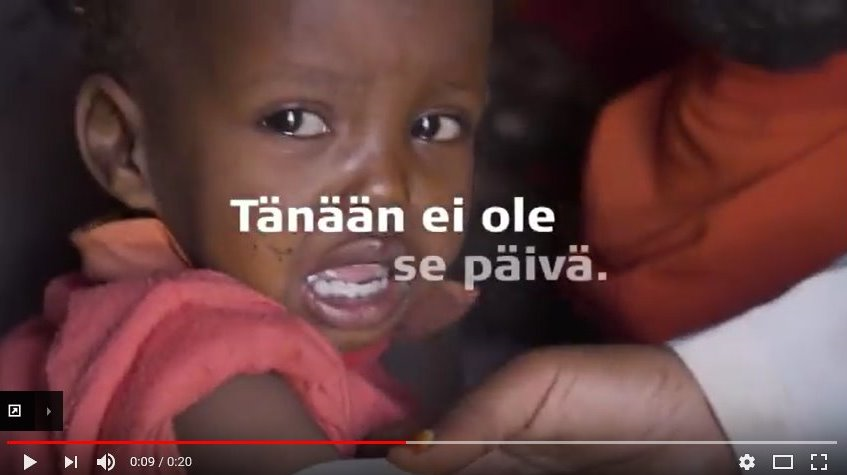 Tänään ei ole
se päivä.
0:09 / 0:20